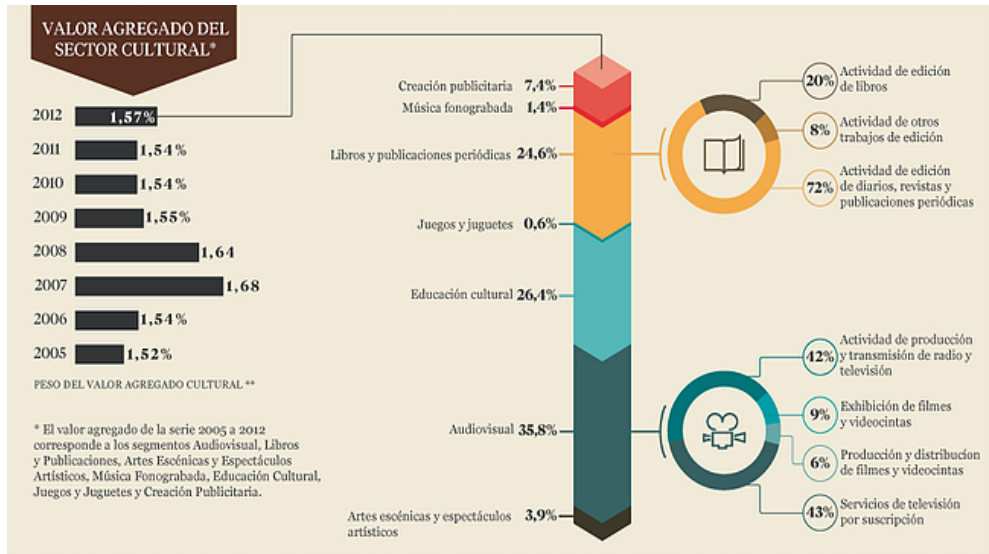 VALOR AGREGADO DEL
SECTOR CULTURAL*
2012 1,57%
2011 1,54%
2010 1,54%
2009 1,55%
2008 1,64
2007 1,68
2006 1,54%
2005 1,52%
PESO DEL VALOR AGREGADO CULTURAL **
* El valor agregado de la serie 2005 a 2012
corresponde a los segmentos Audiovisual, Libros
y Publicaciones, Artes Escénicas y Espectáculos
Artísticos, Música Fonograbada, Educación Cultural,
Juegos y Juguetes y Creación Publicitaria.
Creación publicitaria 7,4%
Música fonograbada 1,4%
Libros y publicaciones periódicas 24,6%
Juegos y juguetes 0,6%
Educación cultural 26,4%
Audiovisual 35,8%
Artes escénicas y espectáculos 3,9%
artísticos
20% Actividad de edición
de libros
8% Actividad de otros
trabajos de edición
72% Actividad de edición
de diarios, revistas y
publicaciones periódicas
42% Actividad de producción
y transmisión de radio y
televisión
9% Exhibición de filmes
y videocintas
6% Producción y distribucion
de filmes y videocintas
43% Servicios de televisión
por suscripción